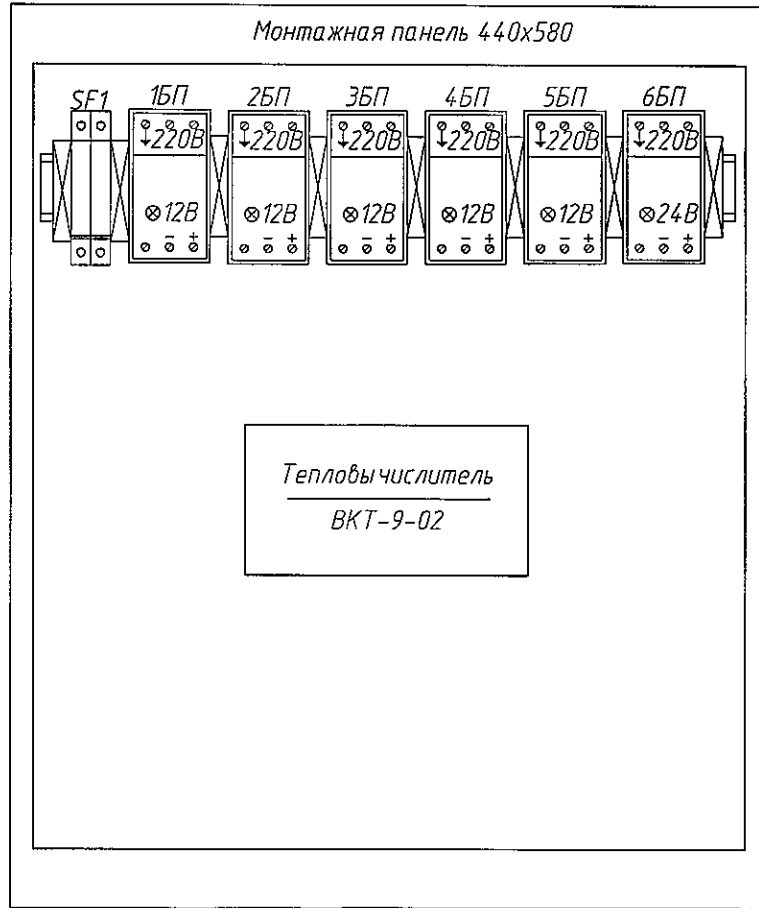 Монтажная панель 440х580
SF1 1БП 2БП 3БП 4БП 5БП 6БП
220В 220В 220В 220В 220В 220В
12В 12В 12В 12В 12В 24В
– + – + – + – + – + – +
Тепловычислитель
ВКТ-9-02